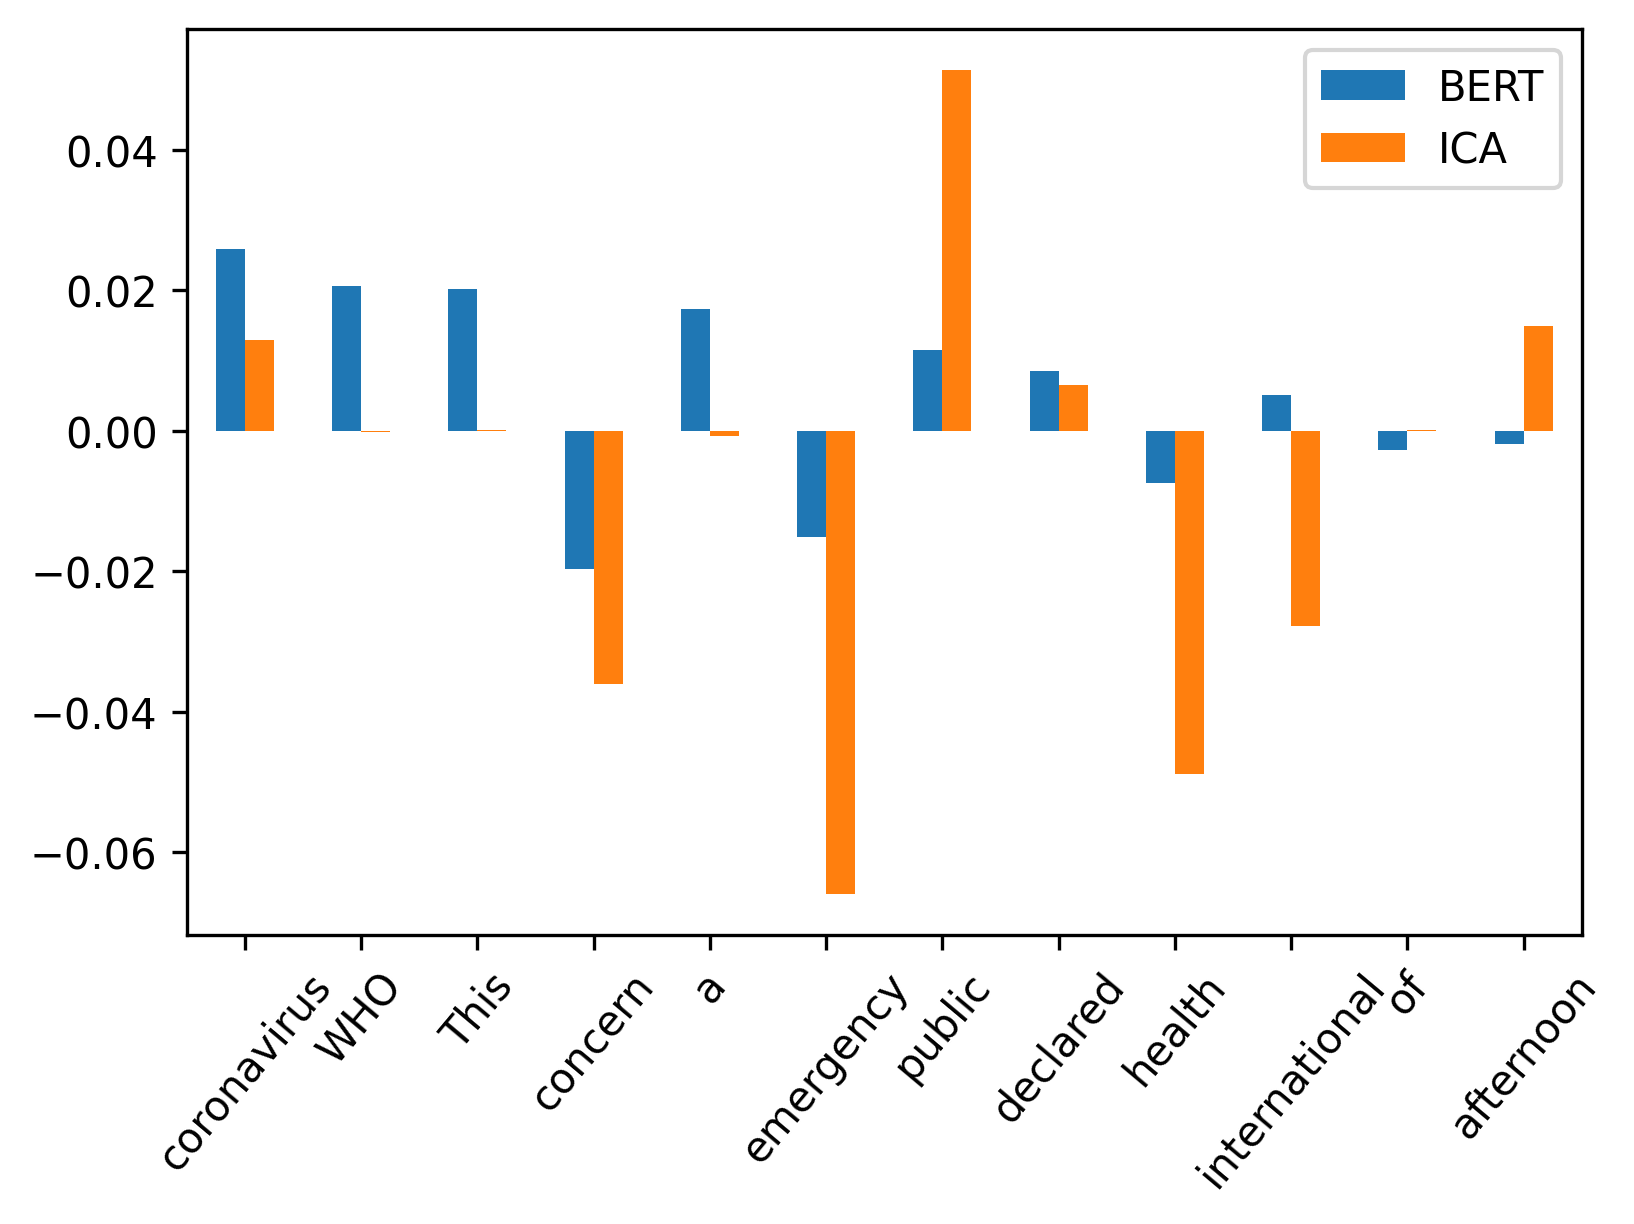 BERT
ICA
0.04
0.02
0.00
−0.02
−0.04
−0.06
coronavirus
WHO
This
concern
a
emergency
public
declared
health
international
of
afternoon